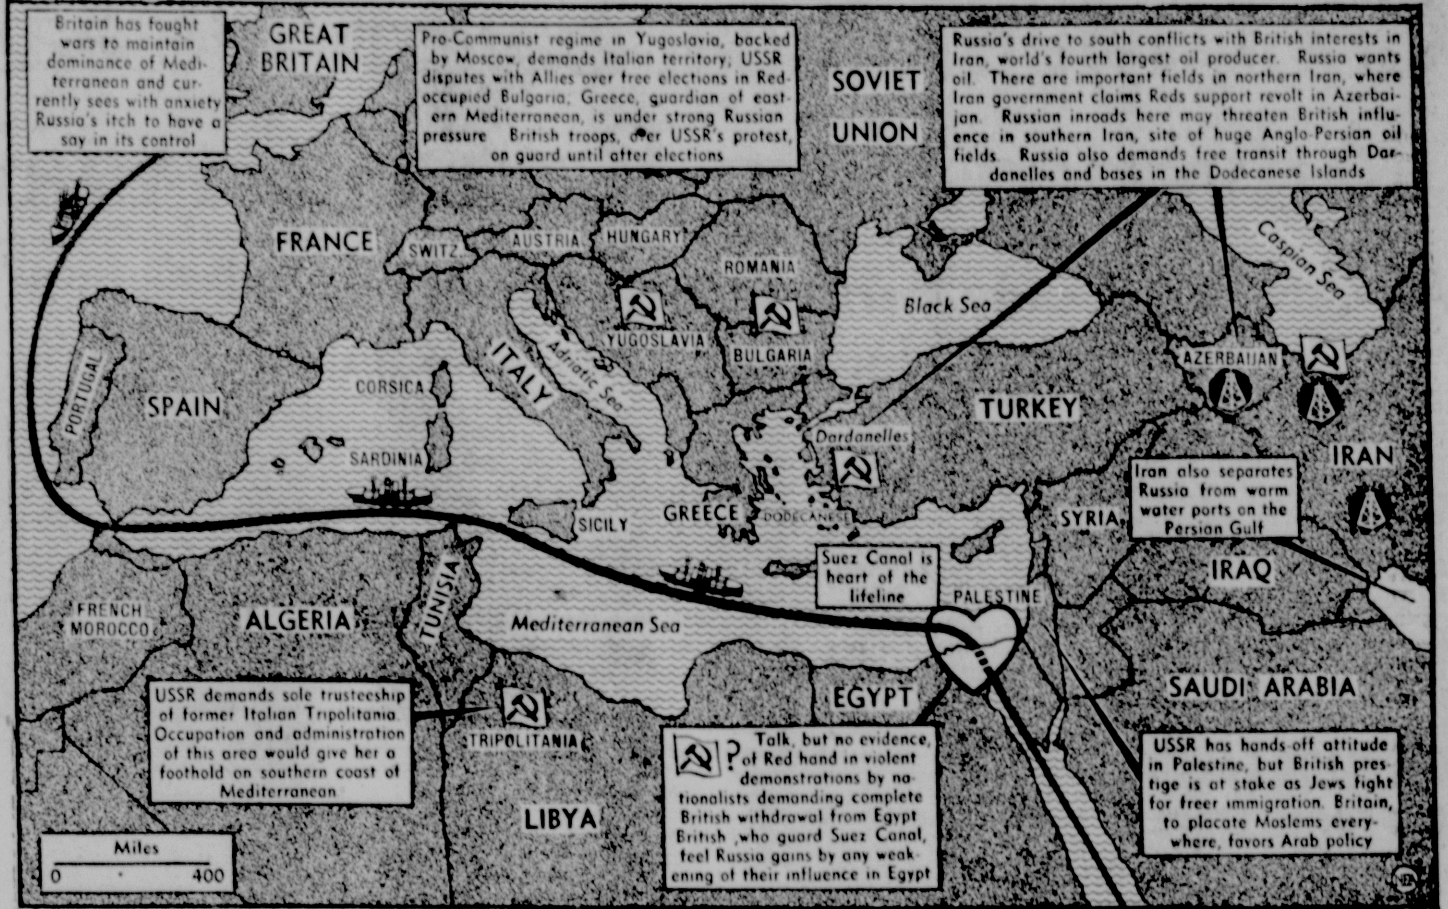 Britain has fought
wars to maintain
dominance of Medi-
terranean and cur-
rently sees with anxiety
Russia's itch to have a
say in its control
GREAT
BRITAIN
Pro-Communist regime in Yugoslavia, backed
by Moscow, demands Italian territory; USSR
disputes with Allies over free elections in Red-
occupied Bulgaria; Greece, guardian of east-
ern Mediterranean, is under strong Russian
pressure British troops, over USSR's protest,
on guard until after elections
SOVIET
UNION
Russia's drive to south conflicts with British interests in
Iran, world's fourth largest oil producer. Russia wants
oil. There are important fields in northern Iran, where
Iran government claims Reds support revolt in Azerbai-
jan. Russian inroads here may threaten British influ-
ence in southern Iran, site of huge Anglo-Persian oil
fields. Russia also demands free transit through Dar-
danelles and bases in the Dodecanese Islands
FRANCE
SWITZ.
AUSTRIA
HUNGARY
ROMANIA
Black Sea
Caspian Sea
YUGOSLAVIA
BULGARIA
AZERBAIJAN
ITALY
Adriatic Sea
CORSICA
PORTUGAL
SPAIN
TURKEY
Dardanelles
SARDINIA
IRAN
Iran also separates
Russia from warm
water ports on the
Persian Gulf
SICILY
GREECE
DODECANESE
SYRIA
Suez Canal is
heart of the
lifeline
IRAQ
PALESTINE
FRENCH
MOROCCO
ALGERIA
TUNISIA
Mediterranean Sea
EGYPT
SAUDI ARABIA
USSR demands sole trusteeship
of former Italian Tripolitania.
Occupation and administration
of this area would give her a
foothold on southern coast of
Mediterranean
TRIPOLITANIA
LIBYA
? Talk, but no evidence,
of Red hand in violent
demonstrations by na-
tionalists demanding complete
British withdrawal from Egypt
British, who guard Suez Canal,
feel Russia gains by any weak-
ening of their influence in Egypt
USSR has hands-off attitude
in Palestine, but British pres-
tige is at stake as Jews fight
for freer immigration. Britain,
to placate Moslems every-
where, favors Arab policy
Miles
0 400